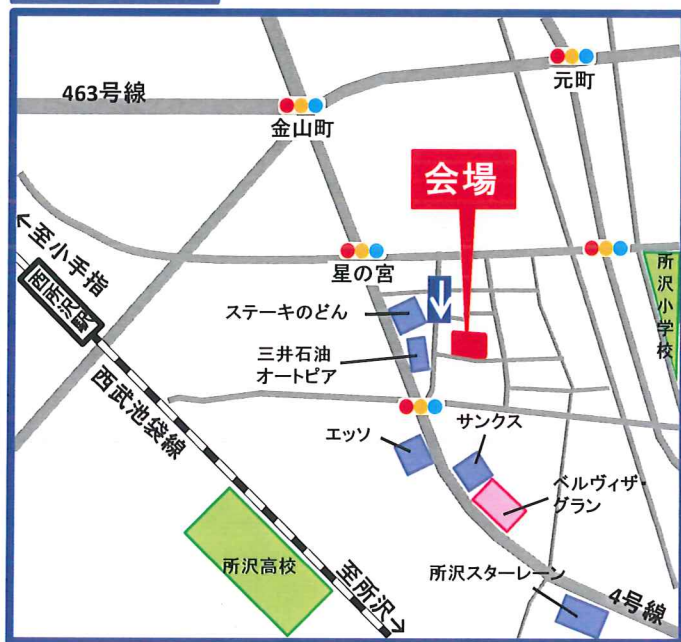 元町
463号線
金山町
会場
←至小手指
星の宮
所沢小学校
西所沢駅
ステーキのどん
三井石油
オートピア
西武池袋線
エッソ
サンクス
ベルヴィザ・
グラン
所沢高校
至所沢→
所沢スターレーン
4号線